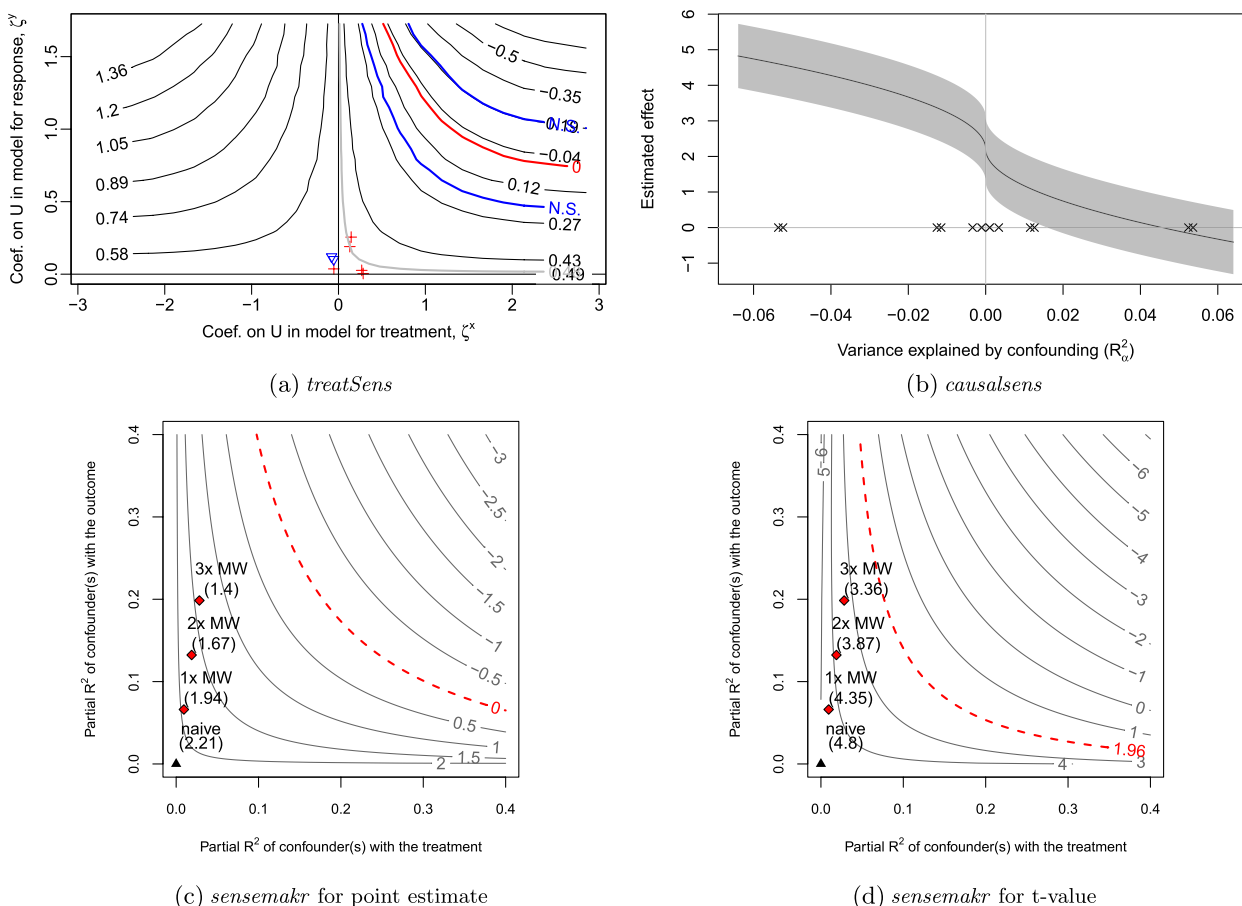 Coef. on U in model for response, ζʸ
0.0 0.5 1.0 1.5
1.36
1.2
1.05
0.89
0.74
0.58
−0.5
−0.35
−0.19
N.S.
−0.04
0
0.12
N.S.
0.27
0.43
0.49
−3 −2 −1 0 1 2 3
Coef. on U in model for treatment, ζˣ
(a) treatSens
Estimated effect
−1 0 1 2 3 4 5 6
−0.06 −0.04 −0.02 0.00 0.02 0.04 0.06
Variance explained by confounding (R²α)
(b) causalsens
Partial R² of confounder(s) with the outcome
0.0 0.1 0.2 0.3 0.4
−3
−2.5
−2
−1.5
−1
−0.5
0
0.5
1
1.5
2
3x MW
(1.4)
2x MW
(1.67)
1x MW
(1.94)
naive
(2.21)
0.0 0.1 0.2 0.3 0.4
Partial R² of confounder(s) with the treatment
(c) sensemakr for point estimate
Partial R² of confounder(s) with the outcome
0.0 0.1 0.2 0.3 0.4
6
5
−6
−5
−4
−3
−2
−1
0
1
1.96
3
4
3x MW
(3.36)
2x MW
(3.87)
1x MW
(4.35)
naive
(4.8)
0.0 0.1 0.2 0.3 0.4
Partial R² of confounder(s) with the treatment
(d) sensemakr for t-value